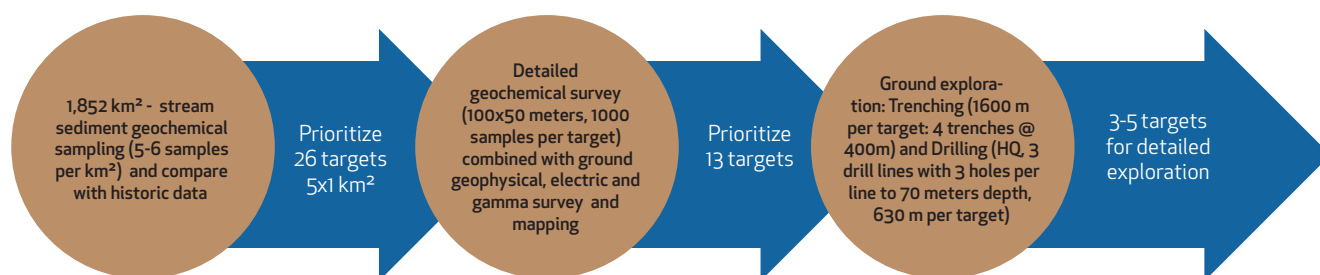 1,852 km² - stream
sediment geochemical
sampling (5-6 samples
per km²) and compare
with historic data
Prioritize
26 targets
5x1 km²
Detailed
geochemical survey
(100x50 meters, 1000
samples per target)
combined with ground
geophysical, electric and
gamma survey and
mapping
Prioritize
13 targets
Ground explora-
tion: Trenching (1600 m
per target: 4 trenches @
400m) and Drilling (HQ, 3
drill lines with 3 holes per
line to 70 meters depth,
630 m per target)
3-5 targets
for detailed
exploration